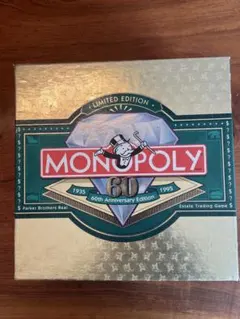 LIMITED EDITION
MONOPOLY
60
1935 1995
60th Anniversary Edition
Parker Brothers Real Estate Trading Game